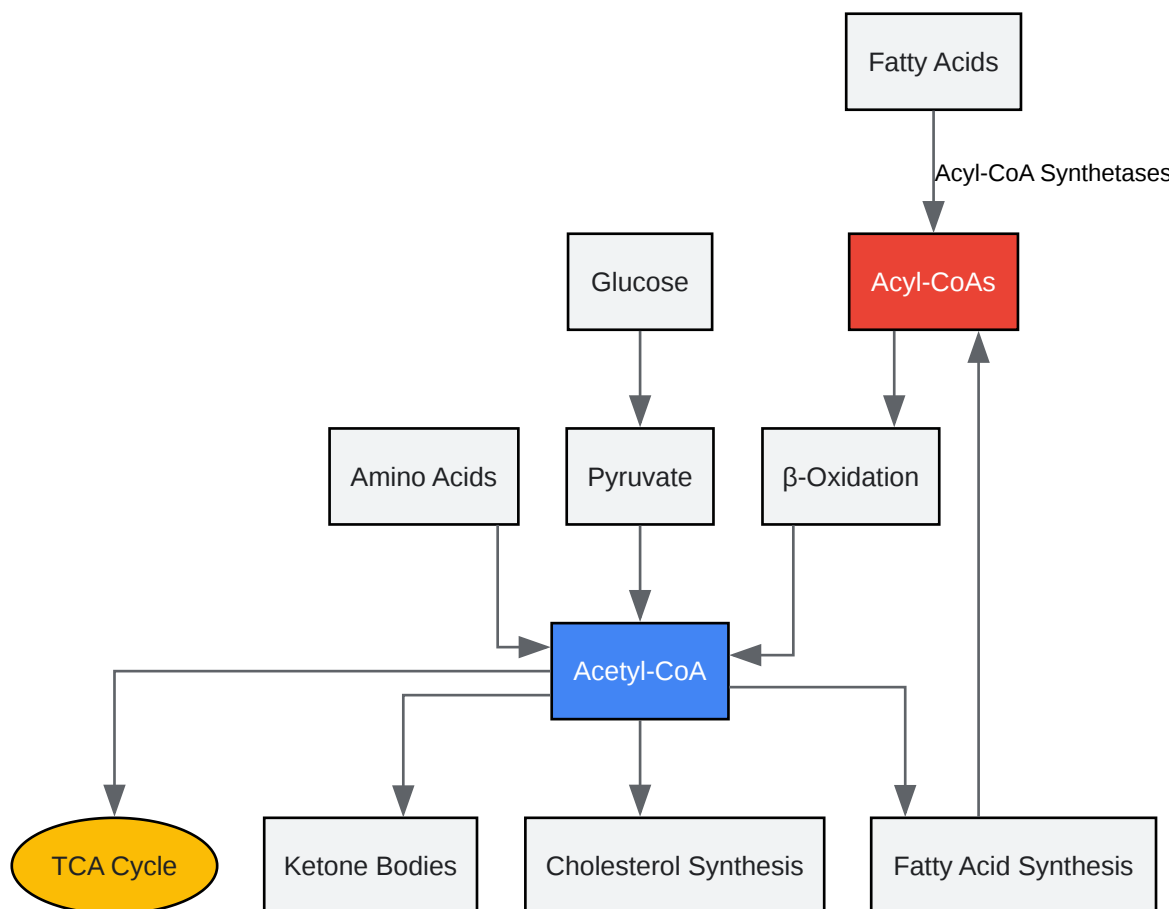 Fatty Acids
Acyl-CoA Synthetases
Glucose
Acyl-CoAs
Amino Acids
Pyruvate
β-Oxidation
Acetyl-CoA
TCA Cycle
Ketone Bodies
Cholesterol Synthesis
Fatty Acid Synthesis